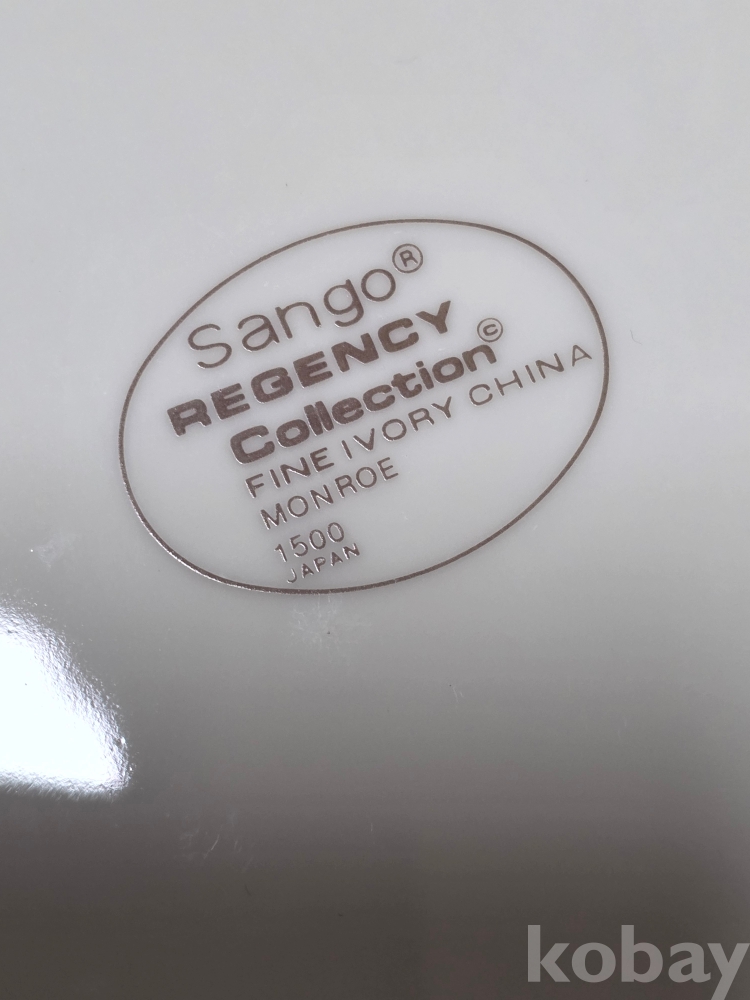 Sango®
REGENCY
Collection©
FINE IVORY CHINA
MONROE
1500
JAPAN
kobay